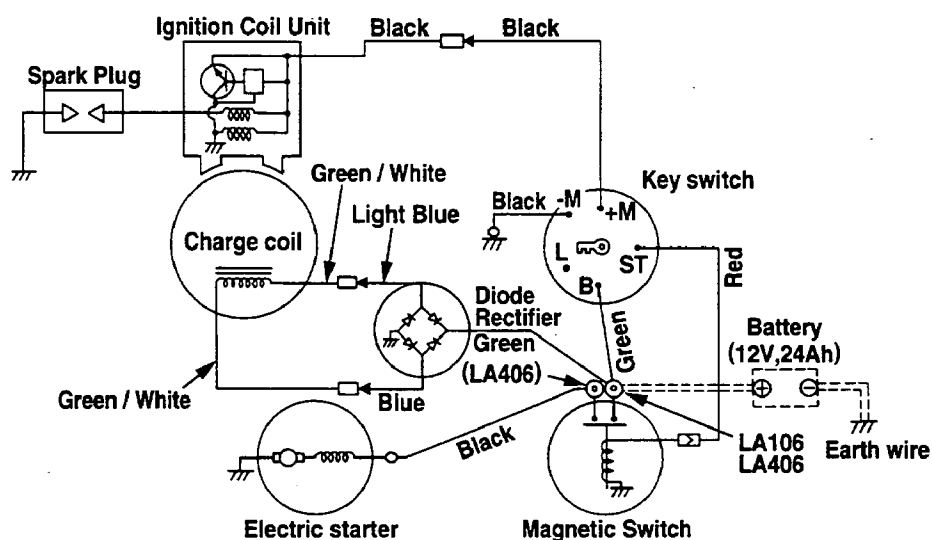 Ignition Coil Unit
Black
Black
Spark Plug
Green / White
Light Blue
Key switch
Black
-M
+M
Charge coil
L
ST
B
Red
Diode
Rectifier
Green
(LA406)
Green
Battery
(12V,24Ah)
Green / White
Blue
Black
LA106
LA406
Earth wire
Electric starter
Magnetic Switch